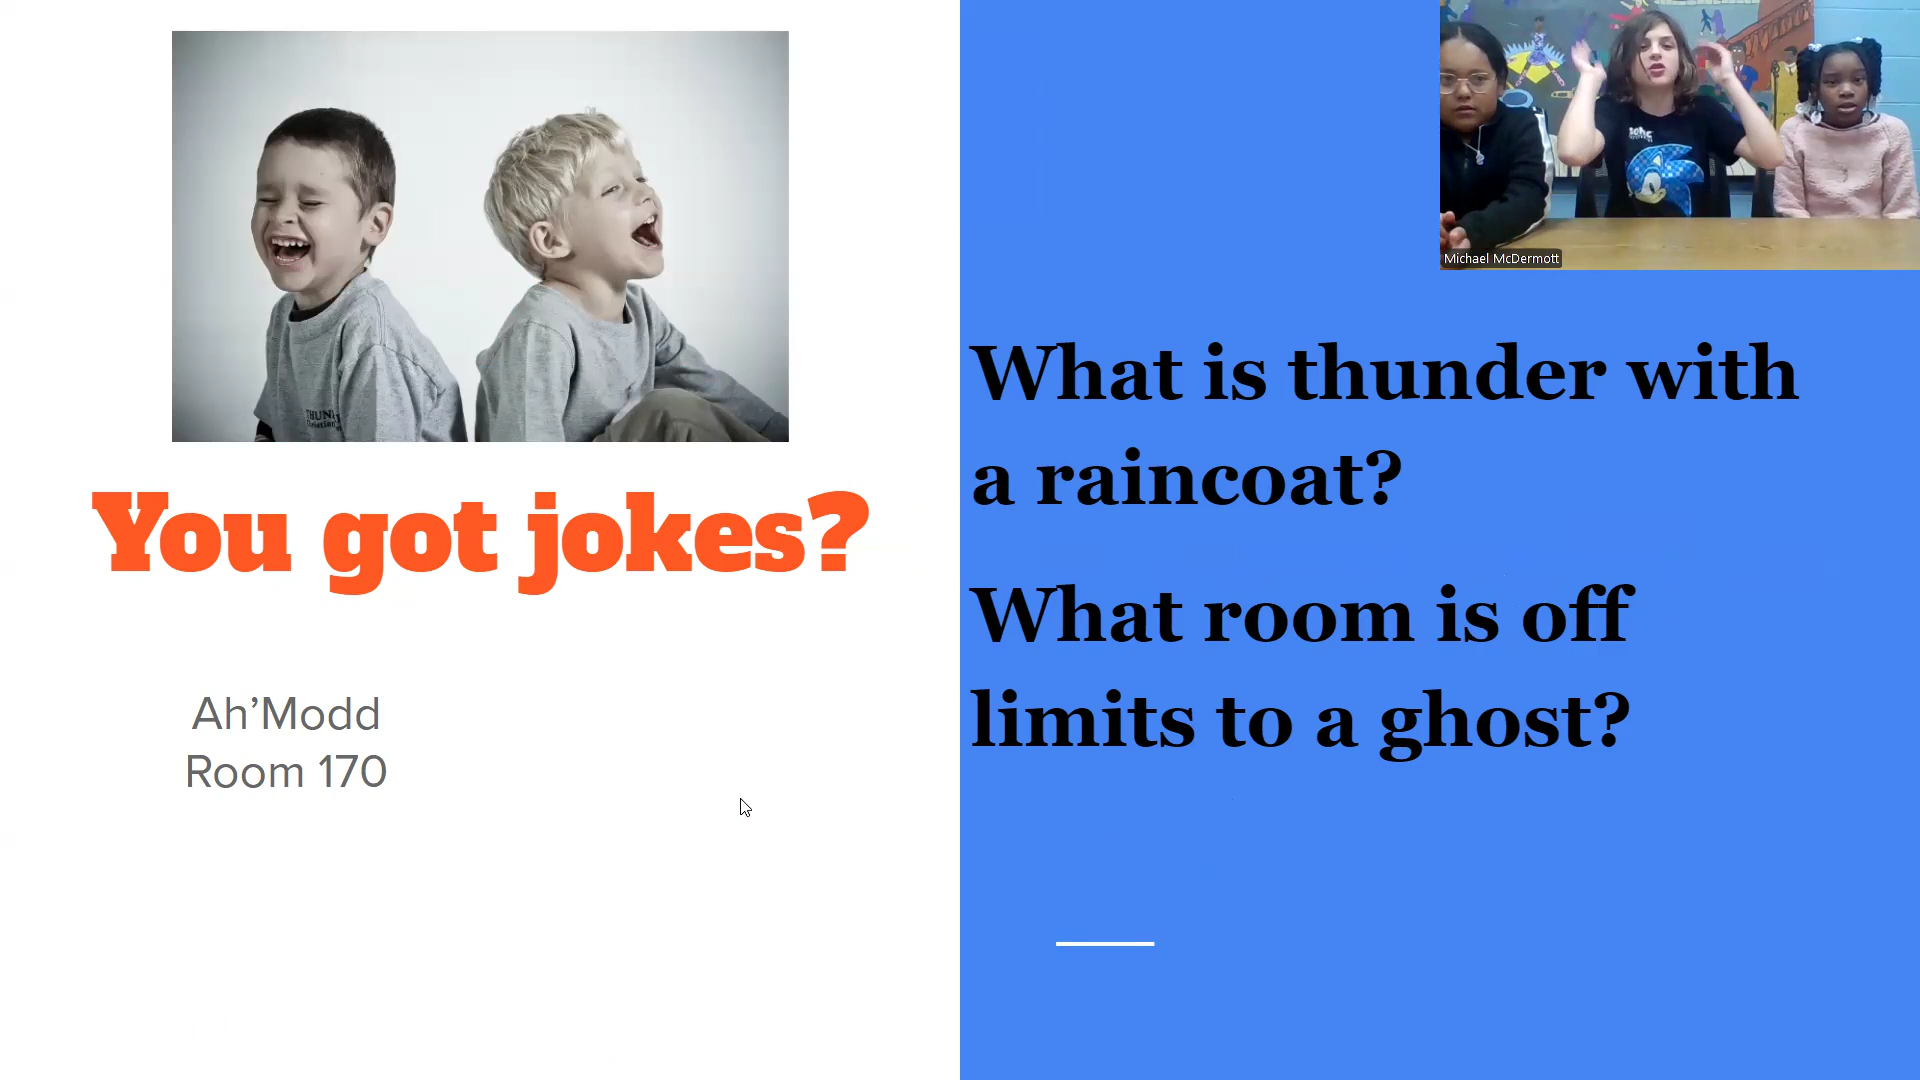 You got jokes?
Ah’Modd
Room 170
What is thunder with
a raincoat?
What room is off
limits to a ghost?
Michael McDermott